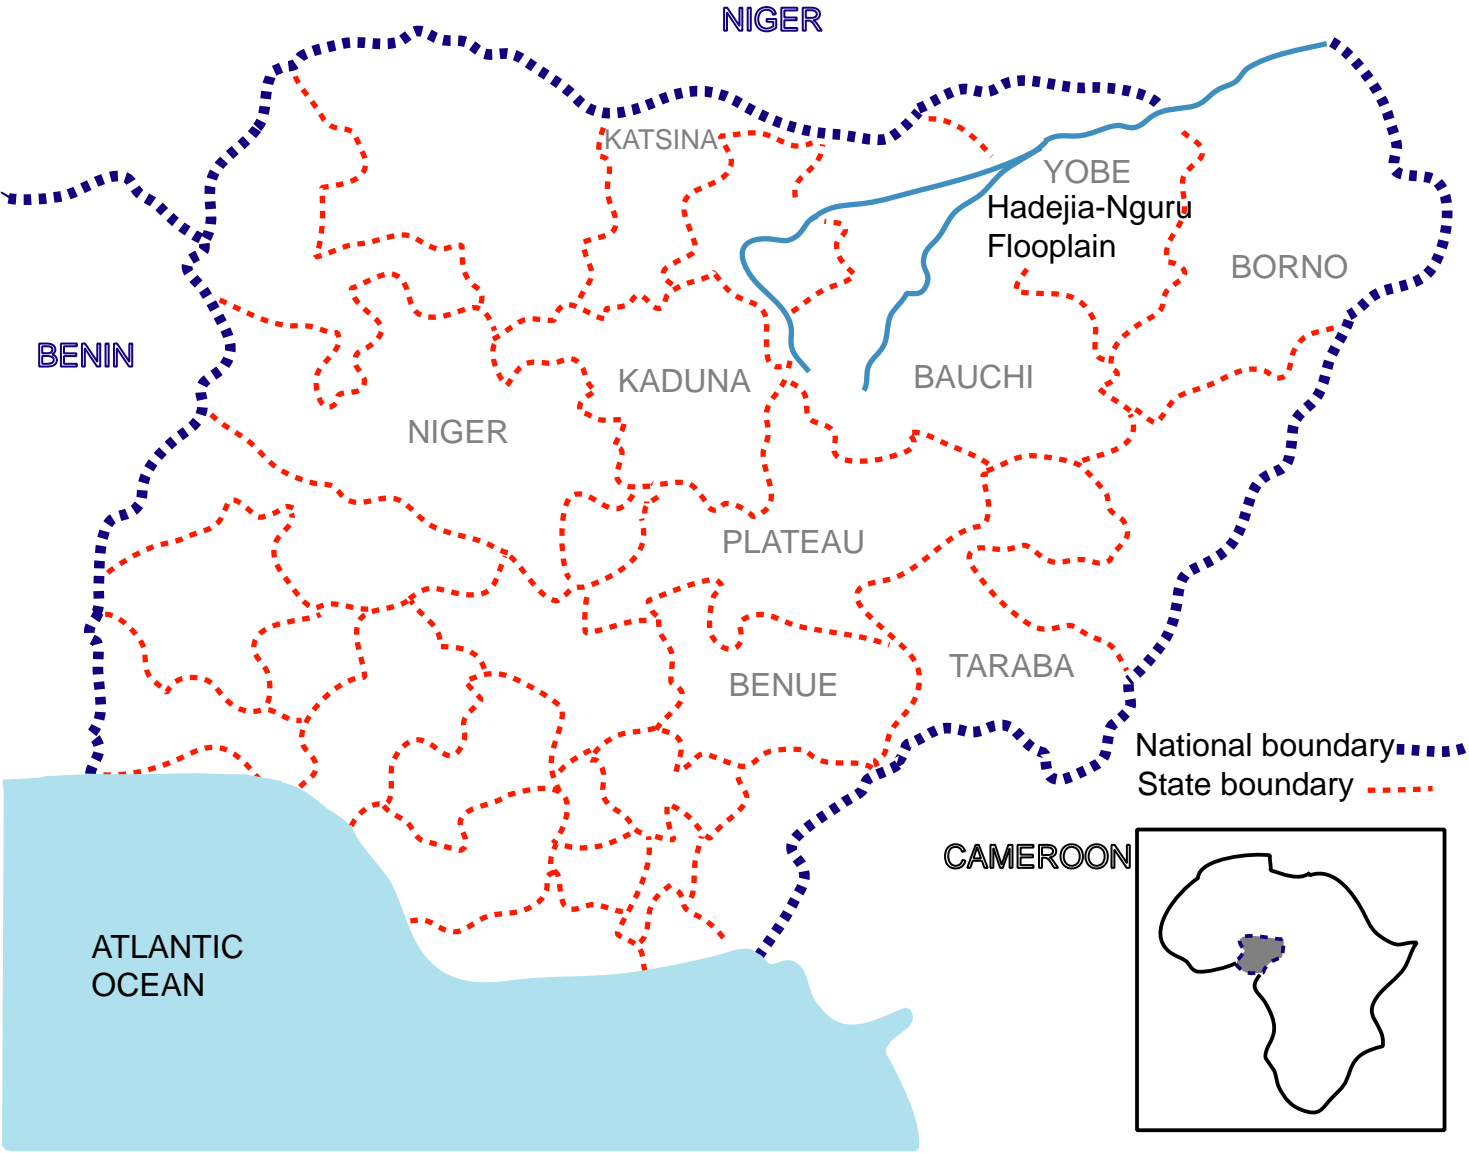 NIGER
KATSINA
YOBE
Hadejia-Nguru
Flooplain
BORNO
BENIN
KADUNA
BAUCHI
NIGER
PLATEAU
TARABA
BENUE
National boundary
State boundary
CAMEROON
ATLANTIC
OCEAN